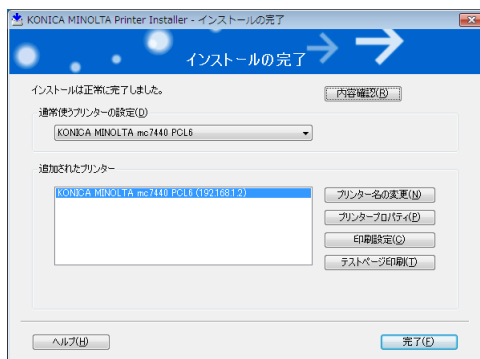 KONICA MINOLTA Printer Installer - インストールの完了
インストールの完了
インストールは正常に完了しました。
内容確認(R)
通常使うプリンターの設定(D)
KONICA MINOLTA mc7440 PCL6
追加されたプリンター
KONICA MINOLTA mc7440 PCL6 (192.168.1.2)
プリンター名の変更(N)
プリンタープロパティ(P)
印刷設定(C)
テストページ印刷(T)
ヘルプ(H)
完了(F)